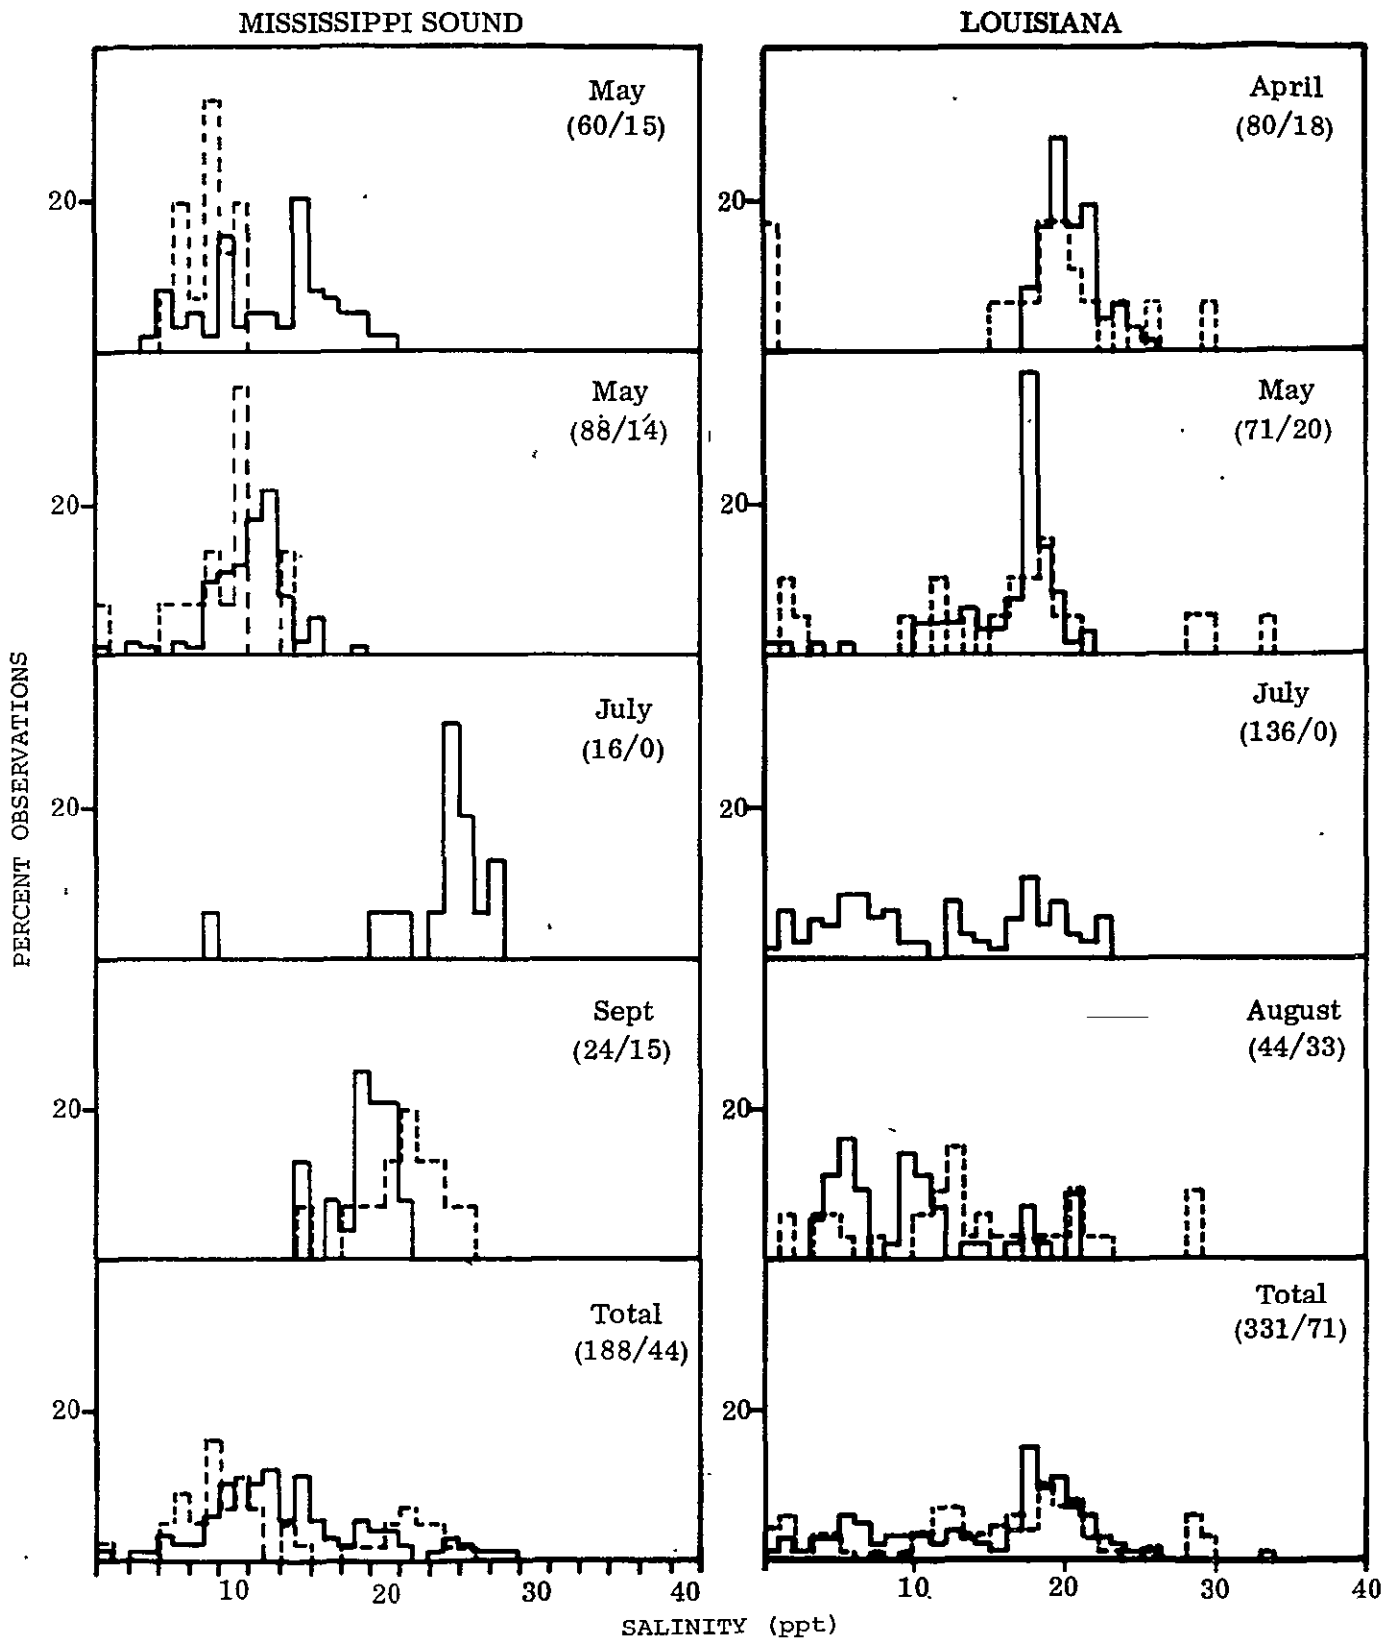 MISSISSIPPI SOUND
LOUISIANA
PERCENT OBSERVATIONS
May
(60/15)
20
April
(80/18)
20
May
(88/14)
20
May
(71/20)
20
July
(16/0)
20
July
(136/0)
20
Sept
(24/15)
20
August
(44/33)
20
Total
(188/44)
20
Total
(331/71)
20
10 20 30 40
10 20 30 40
SALINITY (ppt)